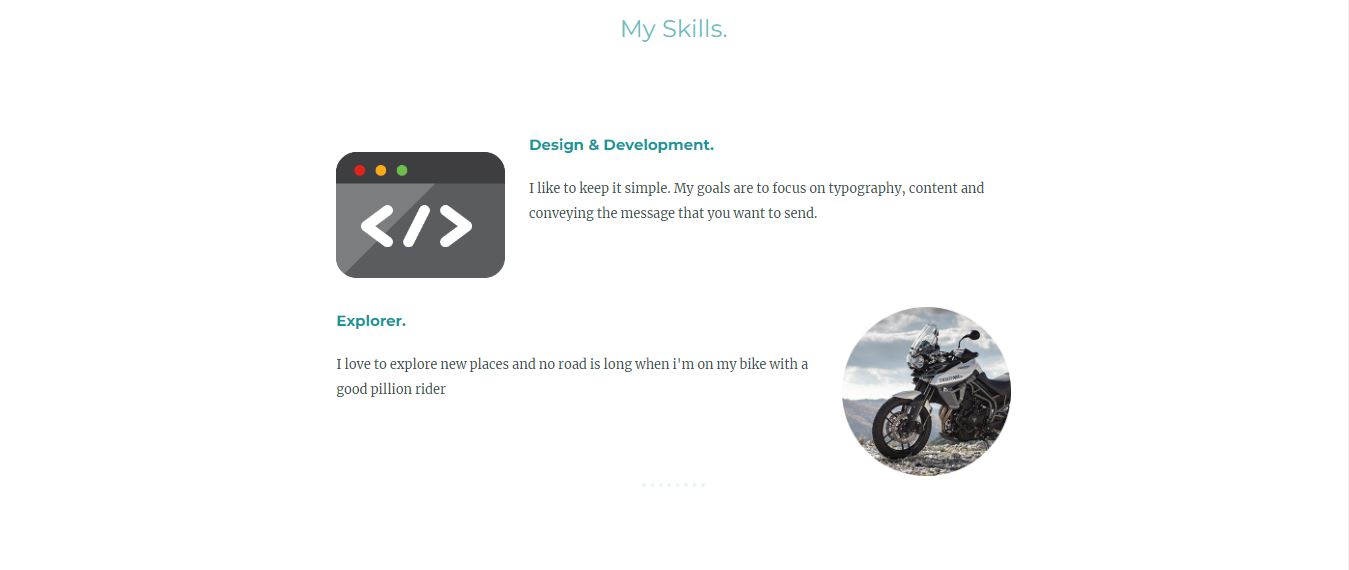 My Skills.
Design & Development.
I like to keep it simple. My goals are to focus on typography, content and
conveying the message that you want to send.
</>
Explorer.
I love to explore new places and no road is long when i'm on my bike with a
good pillion rider